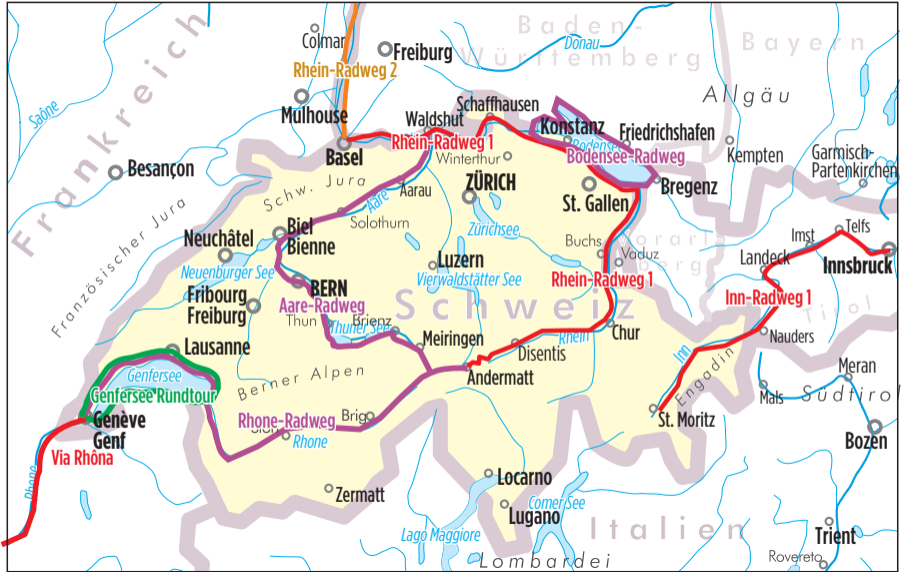 Colmar
Freiburg
Baden-
Württemberg
Donau
Bayern
Rhein-Radweg 2
Frankreich
Saône
Mulhouse
Allgäu
Schaffhausen
Waldshut
Konstanz
Friedrichshafen
Rhein-Radweg 1
Bodensee
Basel
Winterthur
Bodensee-Radweg
Kempten
Garmisch-
Partenkirchen
Besançon
Schw. Jura
Aarau
Aare
ZÜRICH
St. Gallen
Bregenz
Französischer Jura
Solothurn
Zürichsee
Biel
Bienne
Neuchâtel
Neuenburger See
Buchs
Vorarlberg
Vaduz
Telfs
Imst
Innsbruck
Luzern
Vierwaldstätter See
Landeck
Rhein-Radweg 1
BERN
Aare-Radweg
Fribourg
Freiburg
Schweiz
Inn-Radweg 1
Tirol
Thun
Thuner See
Brienz
Meiringen
Rhein
Chur
Nauders
Lausanne
Disentis
Inn
Engadin
Genfersee
Berner Alpen
Andermatt
Meran
Mals
Südtirol
Genfersee Rundtour
Genève
Genf
Rhone-Radweg
Brig
Sion
Rhone
St. Moritz
Bozen
Via Rhôna
Rhone
Zermatt
Locarno
Lugano
Comer See
Lago Maggiore
Italien
Trient
Lombardei
Rovereto